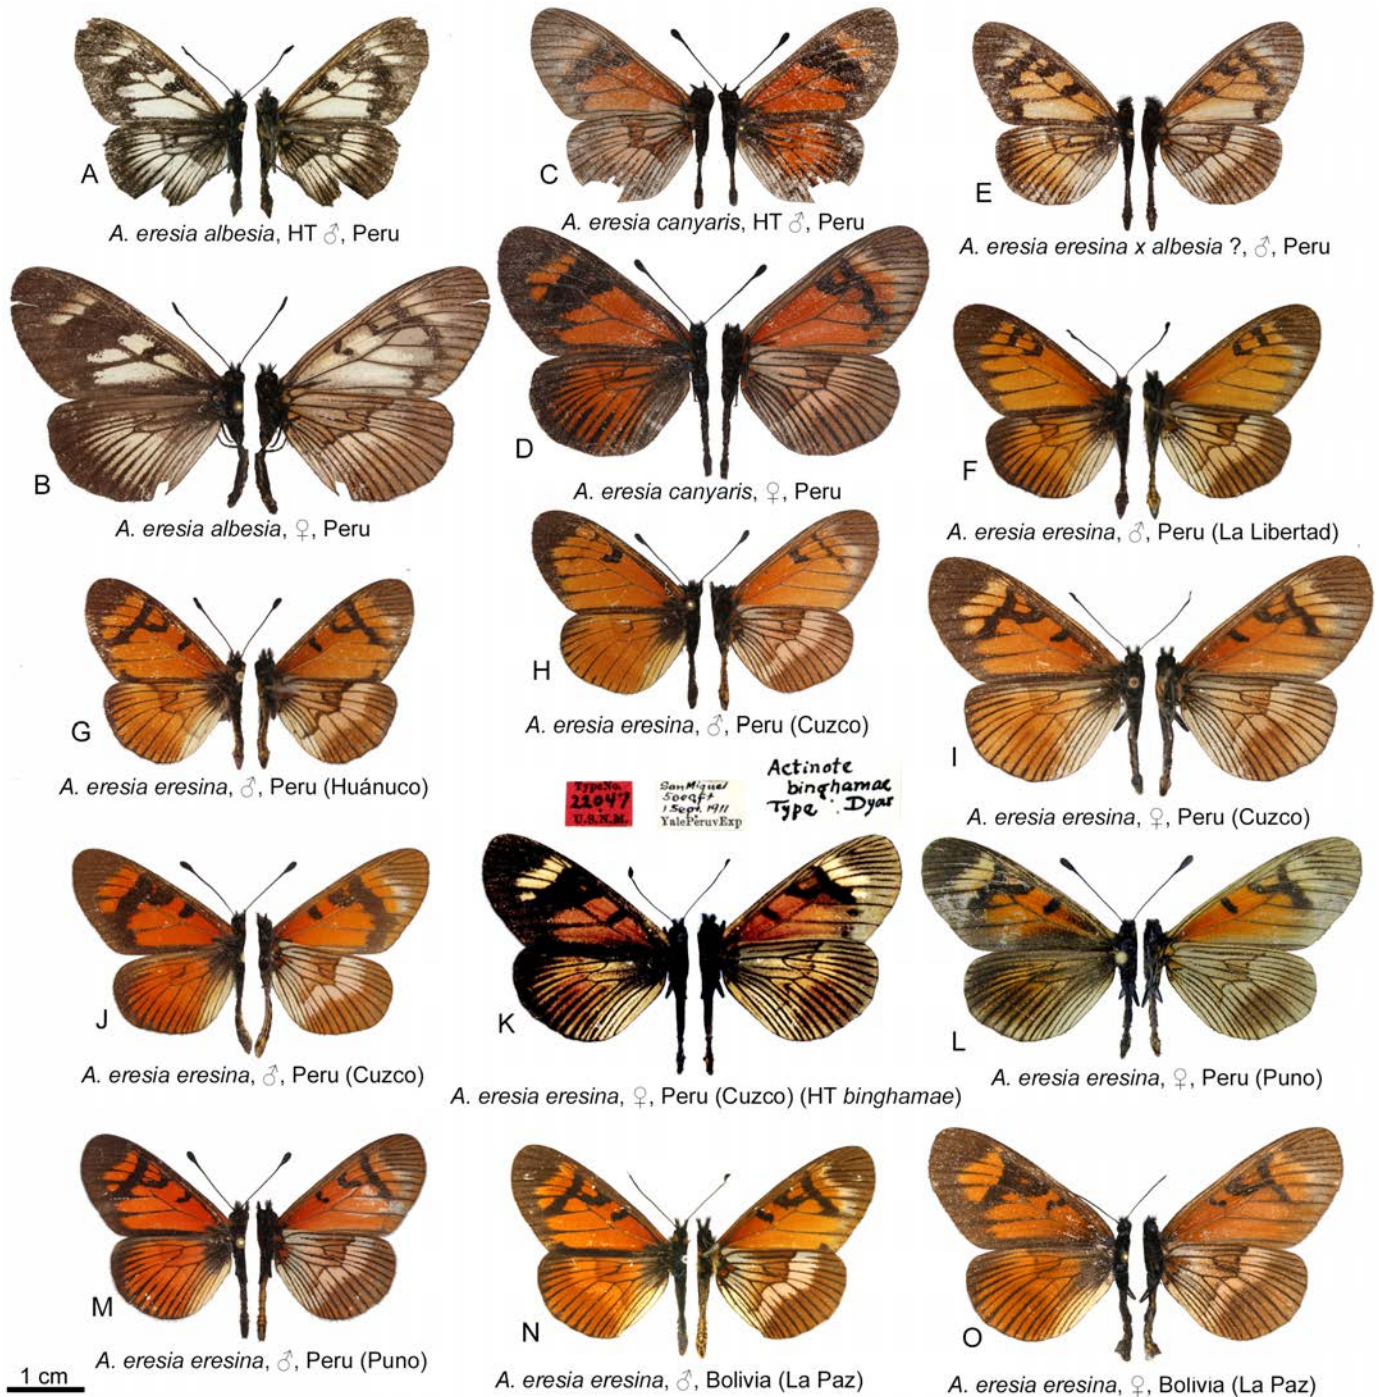 A
A. eresia albesia, HT ♂, Peru
C
A. eresia canyaris, HT ♂, Peru
E
A. eresia eresina x albesia ?, ♂, Peru
B
A. eresia albesia, ♀, Peru
D
A. eresia canyaris, ♀, Peru
F
A. eresia eresina, ♂, Peru (La Libertad)
G
A. eresia eresina, ♂, Peru (Huánuco)
H
A. eresia eresina, ♂, Peru (Cuzco)
I
A. eresia eresina, ♀, Peru (Cuzco)
Type No.
22047
U.S.N.M.
San Miguel
5000ft
1 Sept. 1911
Yale Peruv Exp
Actinote
binghamae
Type . Dyar
J
A. eresia eresina, ♂, Peru (Cuzco)
K
A. eresia eresina, ♀, Peru (Cuzco) (HT binghamae)
L
A. eresia eresina, ♀, Peru (Puno)
M
A. eresia eresina, ♂, Peru (Puno)
N
A. eresia eresina, ♂, Bolivia (La Paz)
O
A. eresia eresina, ♀, Bolivia (La Paz)
1 cm